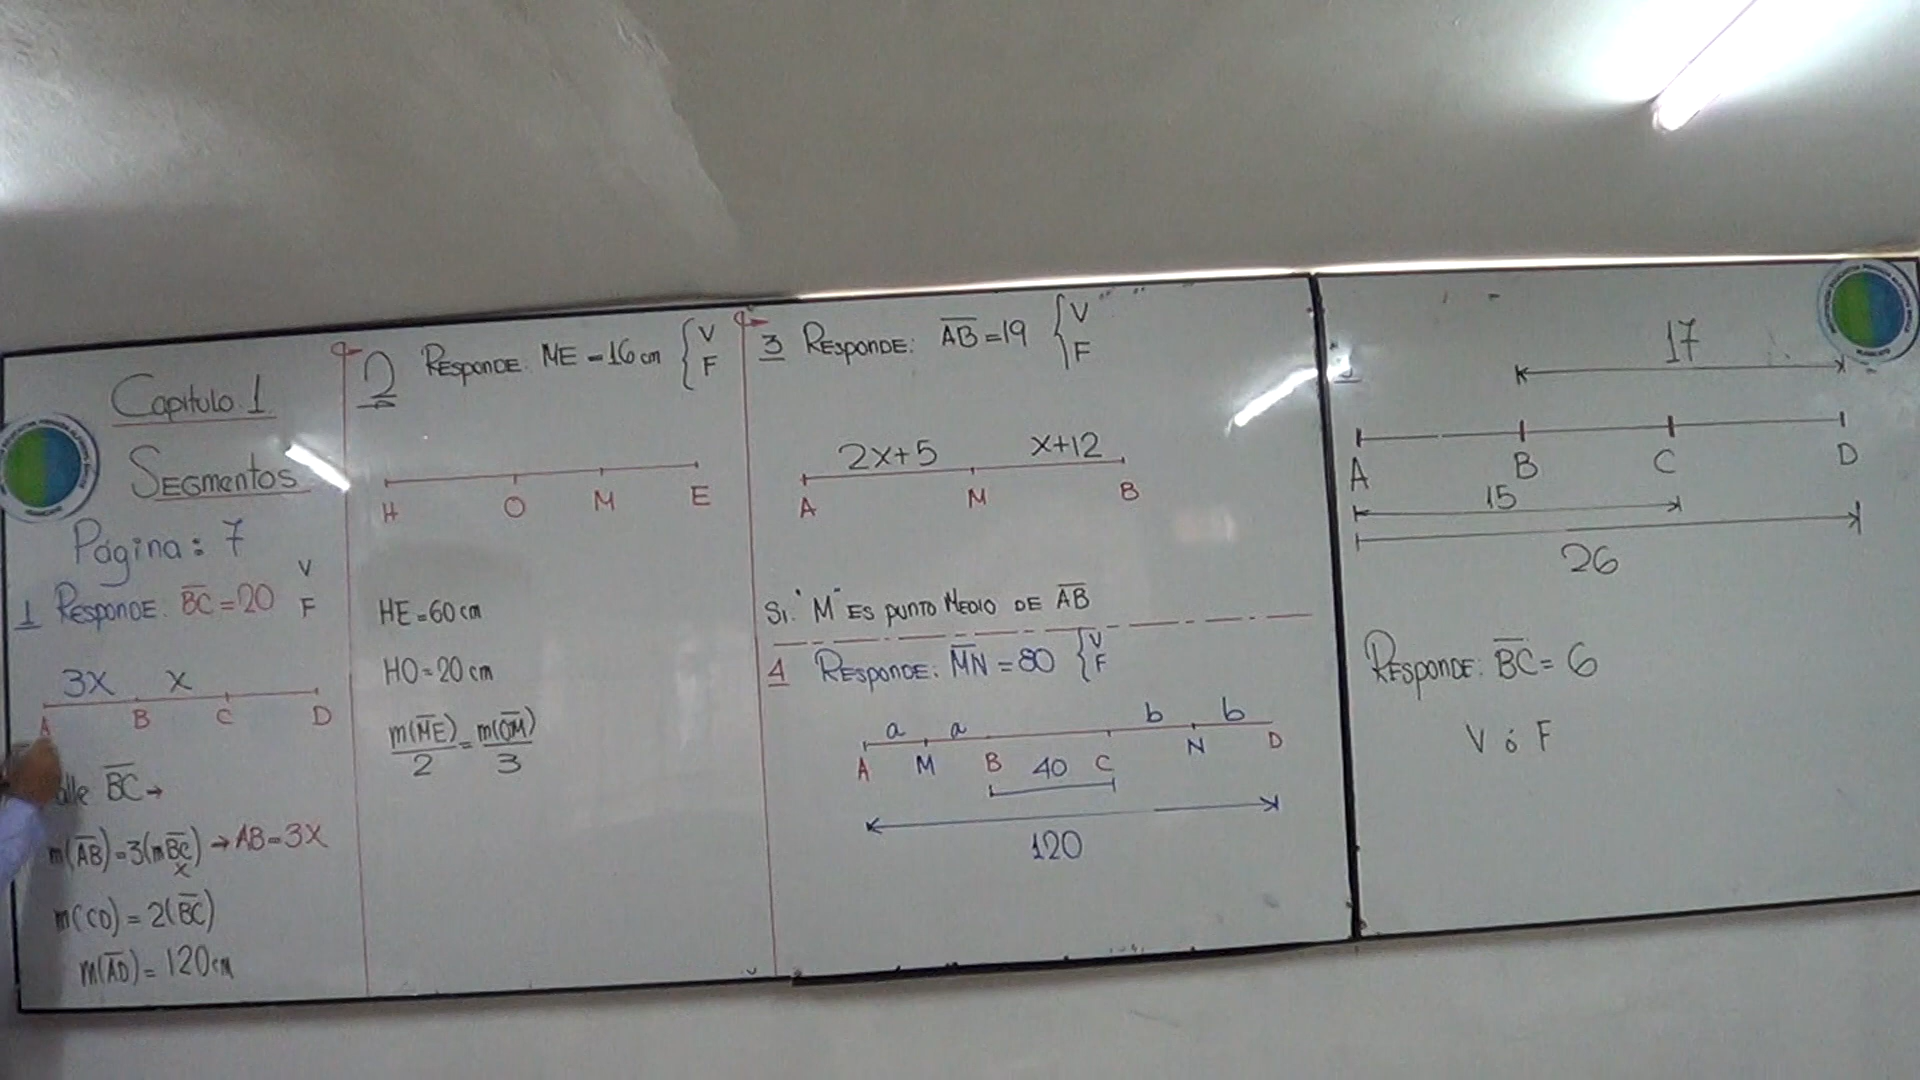 Capitulo 1
Segmentos
Página: 7
1 Responde: BC = 20 V F
3x x
A B C D
BC →
m(AB) = 3(mBC) → AB = 3x
x
m(CD) = 2(BC)
m(AD) = 120 cm
2 Responde: ME = 16 cm { V F
H O M E
HE = 60 cm
HO = 20 cm
m(ME)/2 = m(OM)/3
3 Responde: AB = 19 { V F
2x+5 x+12
A M B
Si "M" es punto medio de AB
4 Responde: MN = 80 { V F
a a b b
A M B 40 C N D
120
17
A B C D
15
26
Responde: BC = 6
V ó F